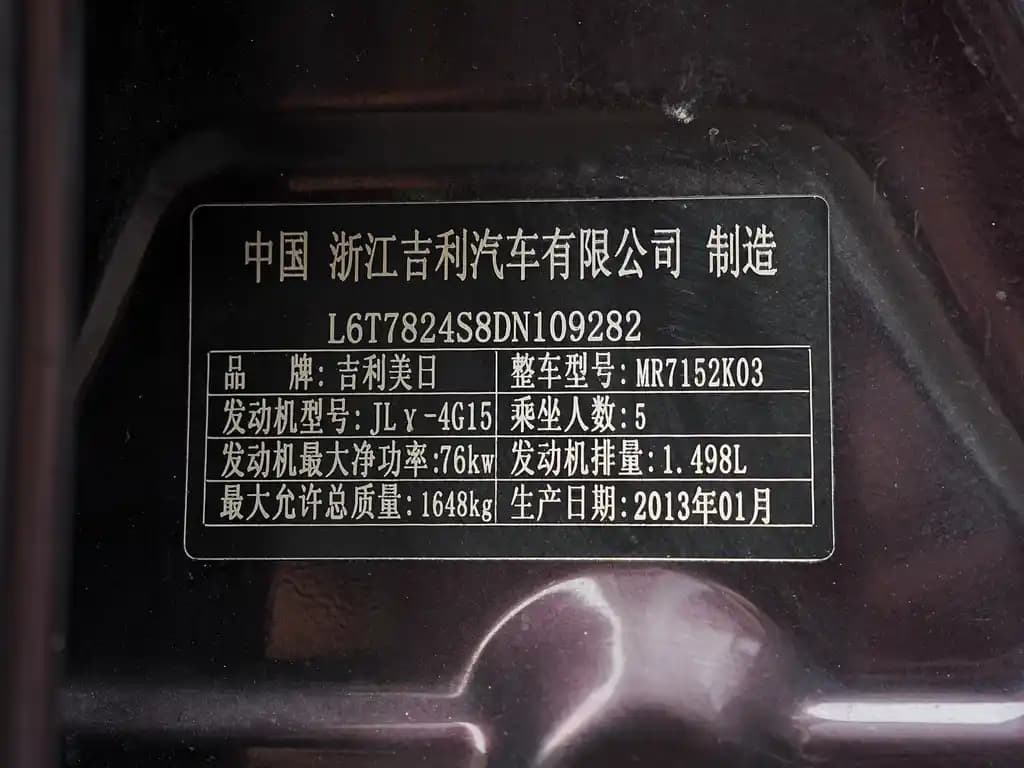 中国 浙江吉利汽车有限公司 制造
L6T7824S8DN109282
品 牌:吉利美日 整车型号:MR7152K03
发动机型号:JLγ-4G15 乘坐人数:5
发动机最大净功率:76kw 发动机排量:1.498L
最大允许总质量:1648kg 生产日期:2013年01月